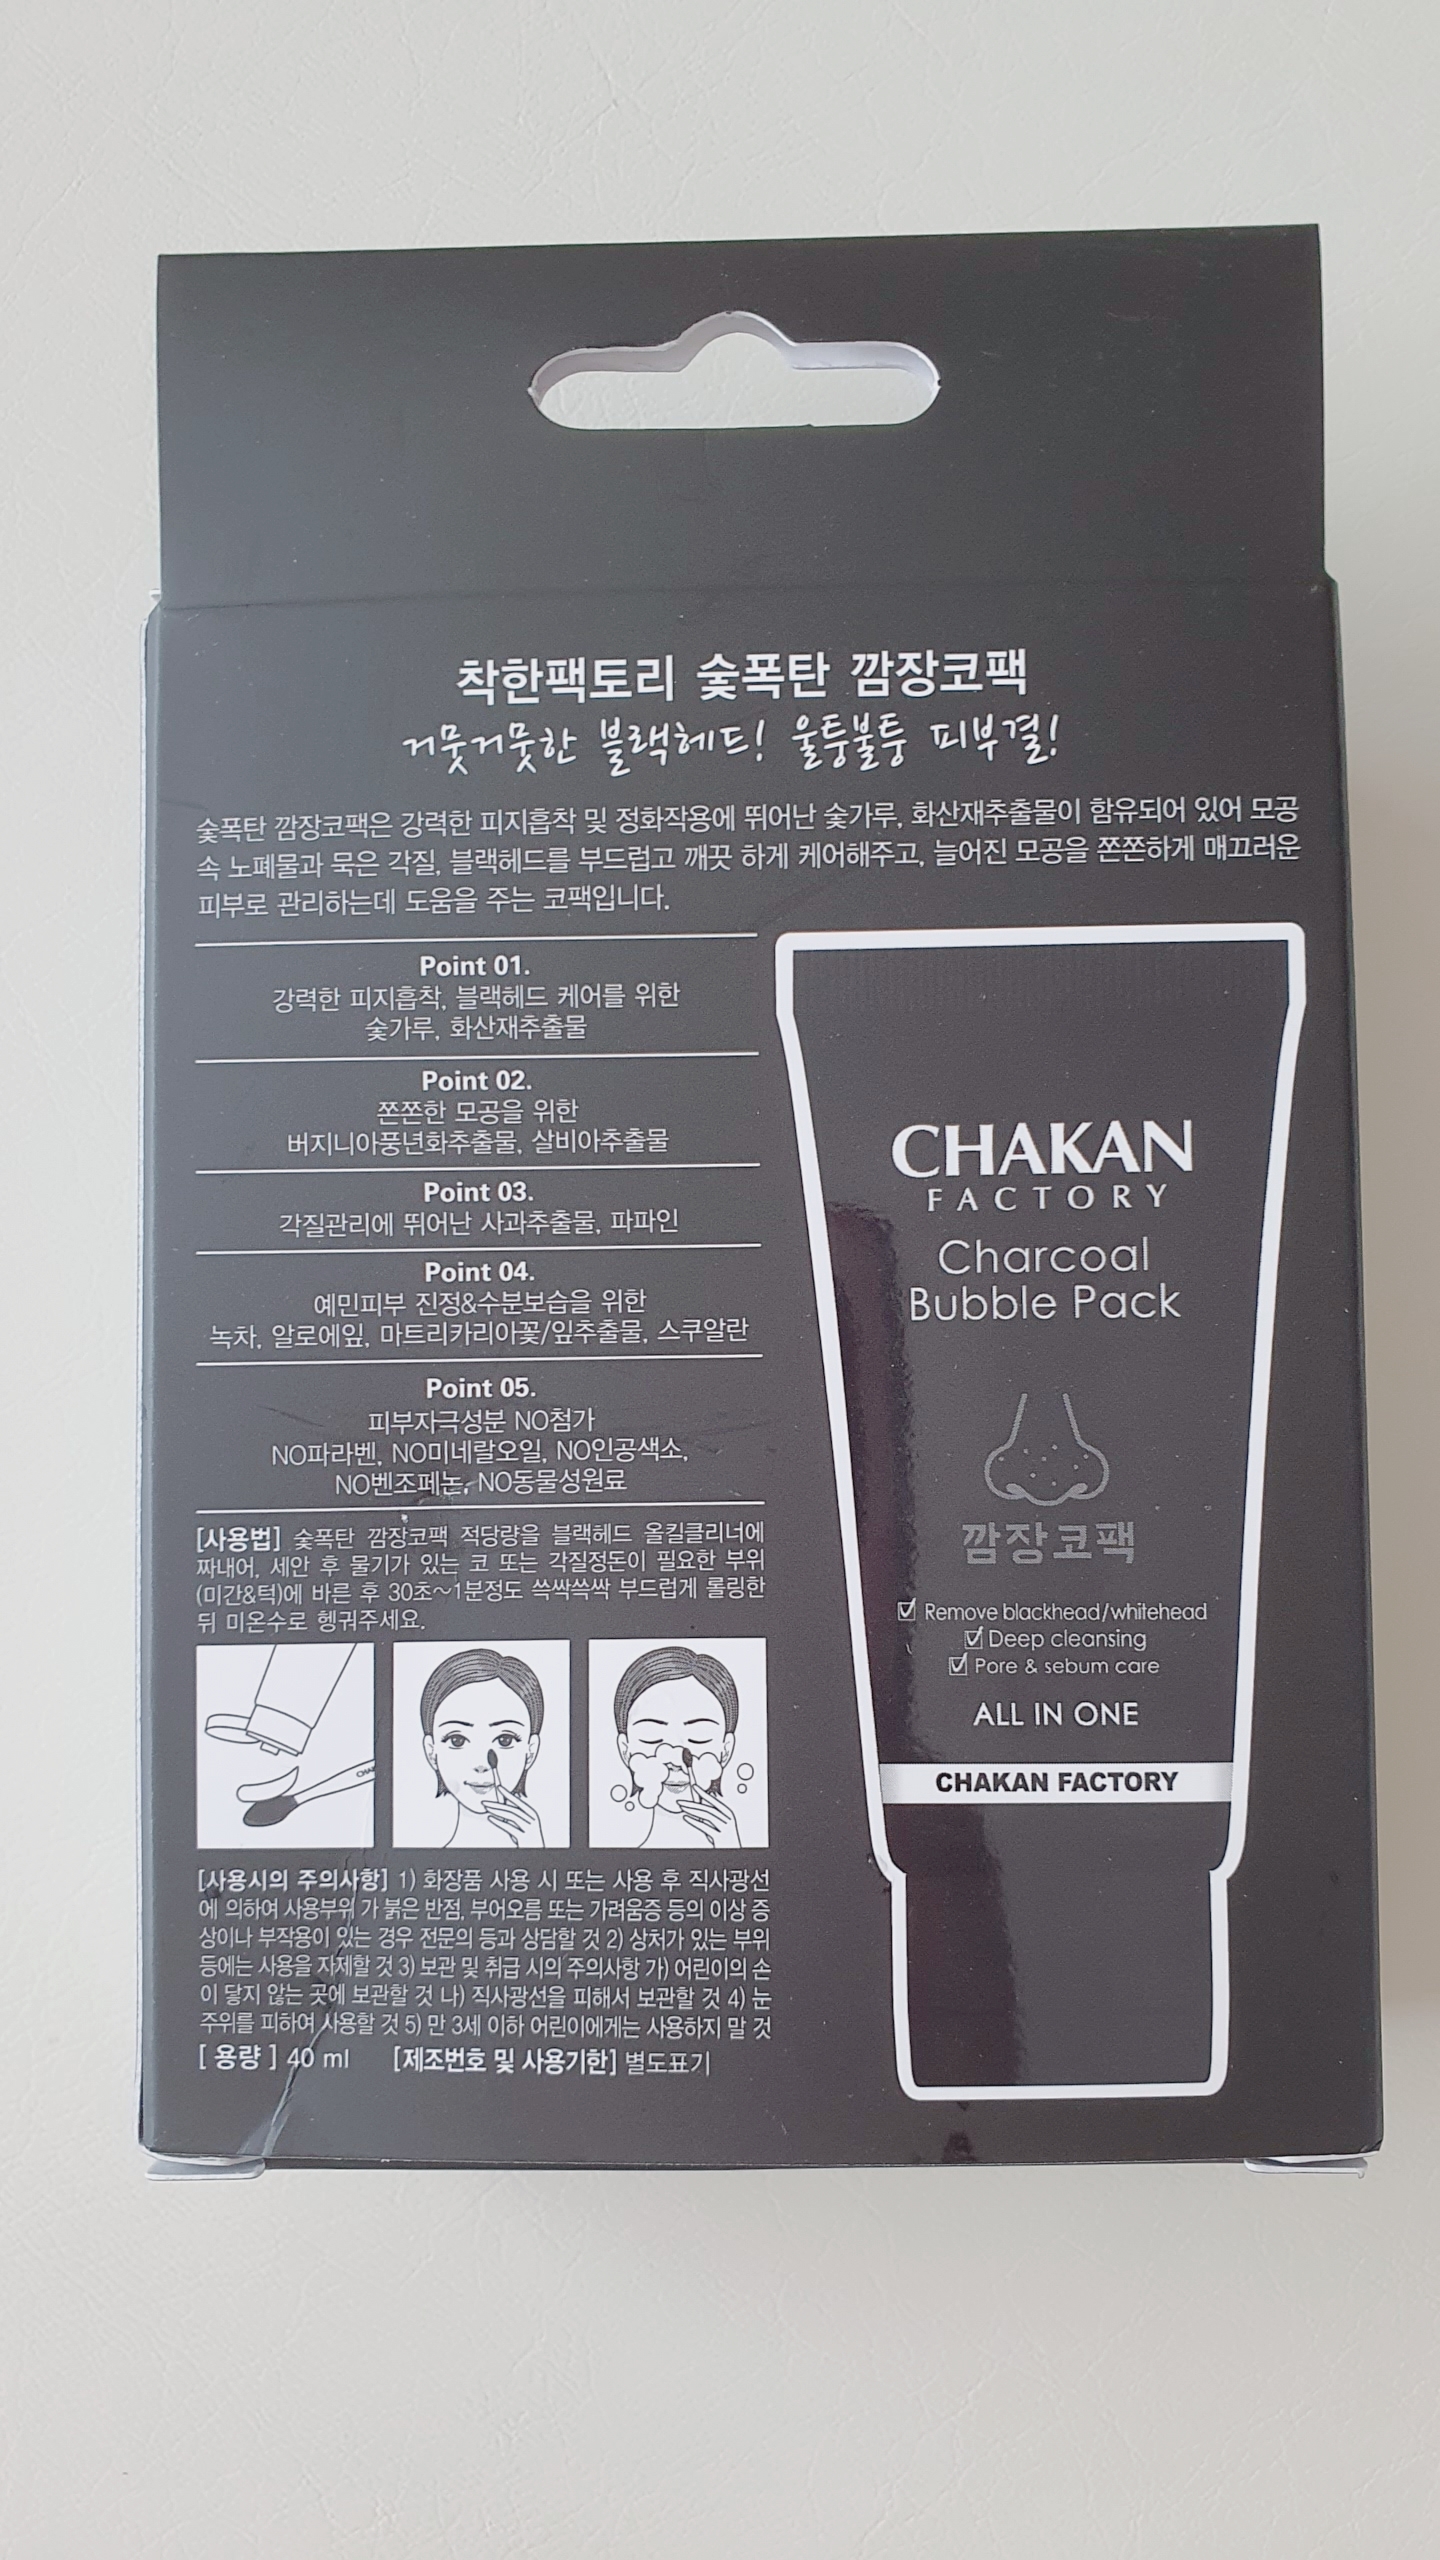 착한팩토리 숯폭탄 깜장코팩
거뭇거뭇한 블랙헤드! 울퉁불퉁 피부결!
숯폭탄 깜장코팩은 강력한 피지흡착 및 정화작용에 뛰어난 숯가루, 화산재추출물이 함유되어 있어 모공
속 노폐물과 묵은 각질, 블랙헤드를 부드럽고 깨끗 하게 케어해주고, 늘어진 모공을 쫀쫀하게 매끄러운
피부로 관리하는데 도움을 주는 코팩입니다.
Point 01.
강력한 피지흡착, 블랙헤드 케어를 위한
숯가루, 화산재추출물
Point 02.
쫀쫀한 모공을 위한
버지니아풍년화추출물, 살비아추출물
Point 03.
각질관리에 뛰어난 사과추출물, 파파인
Point 04.
예민피부 진정&수분보습을 위한
녹차, 알로에잎, 마트리카리아꽃/잎추출물, 스쿠알란
Point 05.
피부자극성분 NO첨가
NO파라벤, NO미네랄오일, NO인공색소,
NO벤조페논, NO동물성원료
[사용법] 숯폭탄 깜장코팩 적당량을 블랙헤드 올킬클리너에
짜내어, 세안 후 물기가 있는 코 또는 각질정돈이 필요한 부위
(미간&턱)에 바른 후 30초~1분정도 쓱싹쓱싹 부드럽게 롤링한
뒤 미온수로 헹궈주세요.
CHA
[사용시의 주의사항] 1) 화장품 사용 시 또는 사용 후 직사광선
에 의하여 사용부위 가 붉은 반점, 부어오름 또는 가려움증 등의 이상 증
상이나 부작용이 있는 경우 전문의 등과 상담할 것 2) 상처가 있는 부위
등에는 사용을 자제할 것 3) 보관 및 취급 시의 주의사항 가) 어린이의 손
이 닿지 않는 곳에 보관할 것 나) 직사광선을 피해서 보관할 것 4) 눈
주위를 피하여 사용할 것 5) 만 3세 이하 어린이에게는 사용하지 말 것
[ 용량 ] 40 ml [제조번호 및 사용기한] 별도표기
CHAKAN
FACTORY
Charcoal
Bubble Pack
깜장코팩
Remove blackhead/whitehead
Deep cleansing
Pore & sebum care
ALL IN ONE
CHAKAN FACTORY